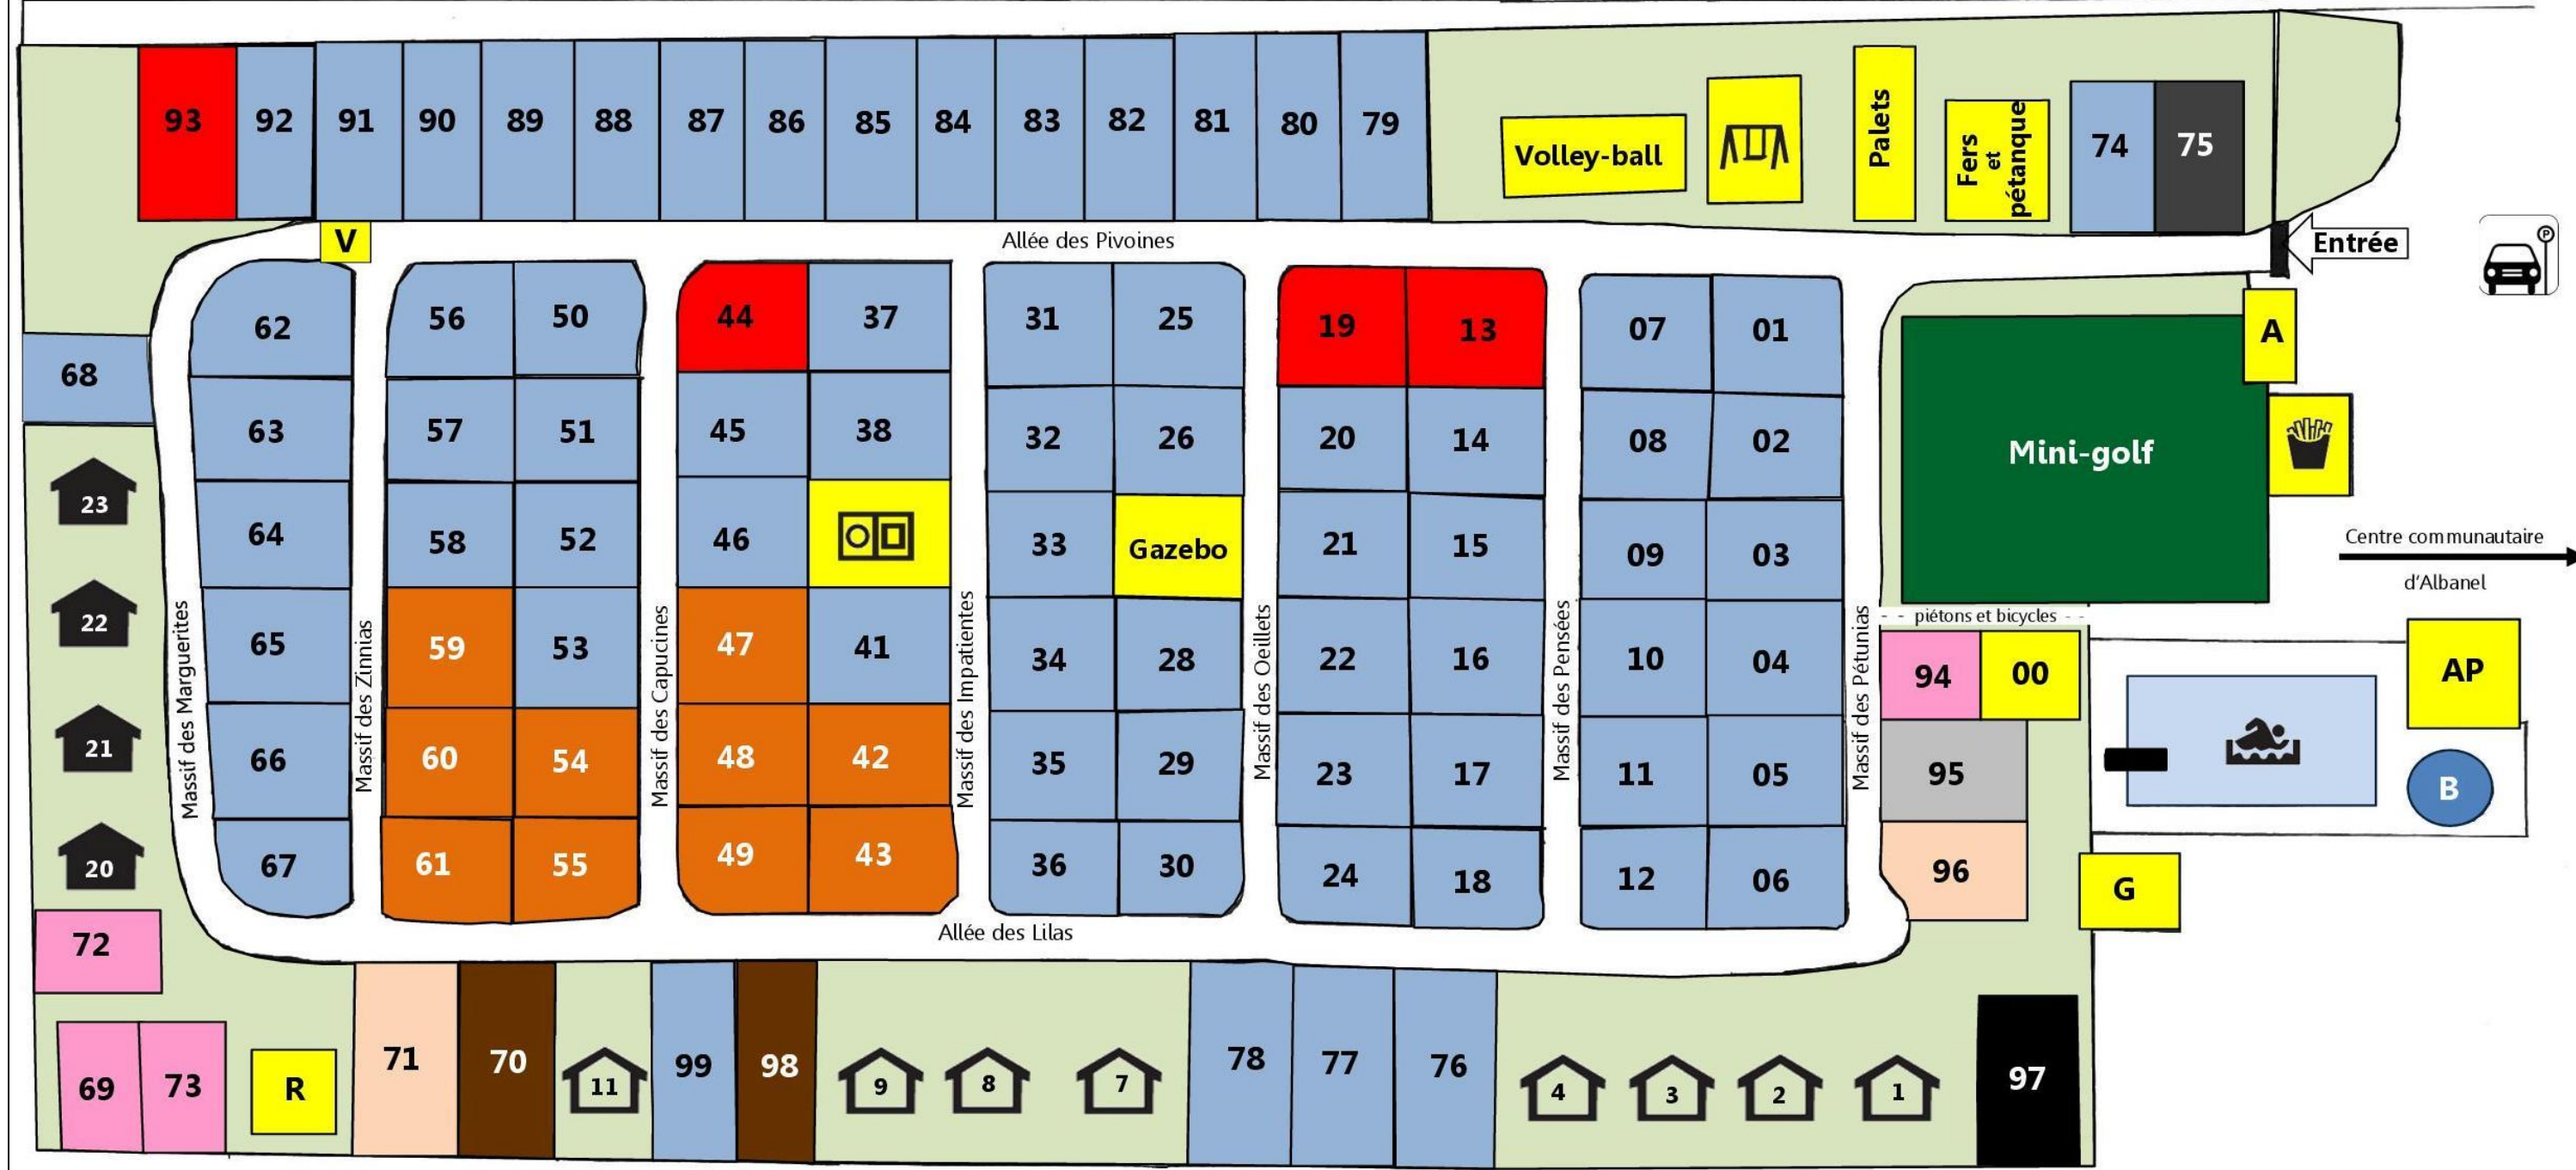 93 92 91 90 89 88 87 86 85 84 83 82 81 80 79
Volley-ball
Palets
Fers
et
pétanque
74 75
P
Entrée
V
Allée des Pivoines
62 56 50 44 37 31 25 19 13 07 01
A
68
63 57 51 45 38 32 26 20 14 08 02
Mini-golf
23
64 58 52 46 33 Gazebo 21 15 09 03
Centre communautaire
d'Albanel
22
65 59 53 47 41 34 28 22 16 10 04
piétons et bicycles
94 00
AP
Massif des Marguerites
Massif des Zinnias
Massif des Capucines
Massif des Impatientes
Massif des Oeillets
Massif des Pensées
Massif des Pétunias
21
66 60 54 48 42 35 29 23 17 11 05 95
B
20
67 61 55 49 43 36 30 24 18 12 06 96
G
72
Allée des Lilas
69 73 R 71 70 11 99 98 9 8 7 78 77 76 4 3 2 1 97